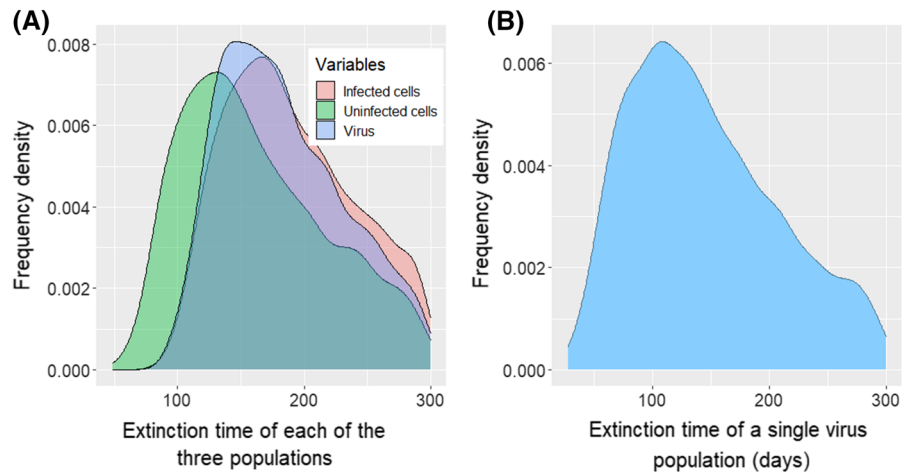 (A)
Frequency density
0.008
0.006
0.004
0.002
0.000
Variables
Infected cells
Uninfected cells
Virus
100
200
300
Extinction time of each of the
three populations
(B)
Frequency density
0.006
0.004
0.002
0.000
100
200
300
Extinction time of a single virus
population (days)